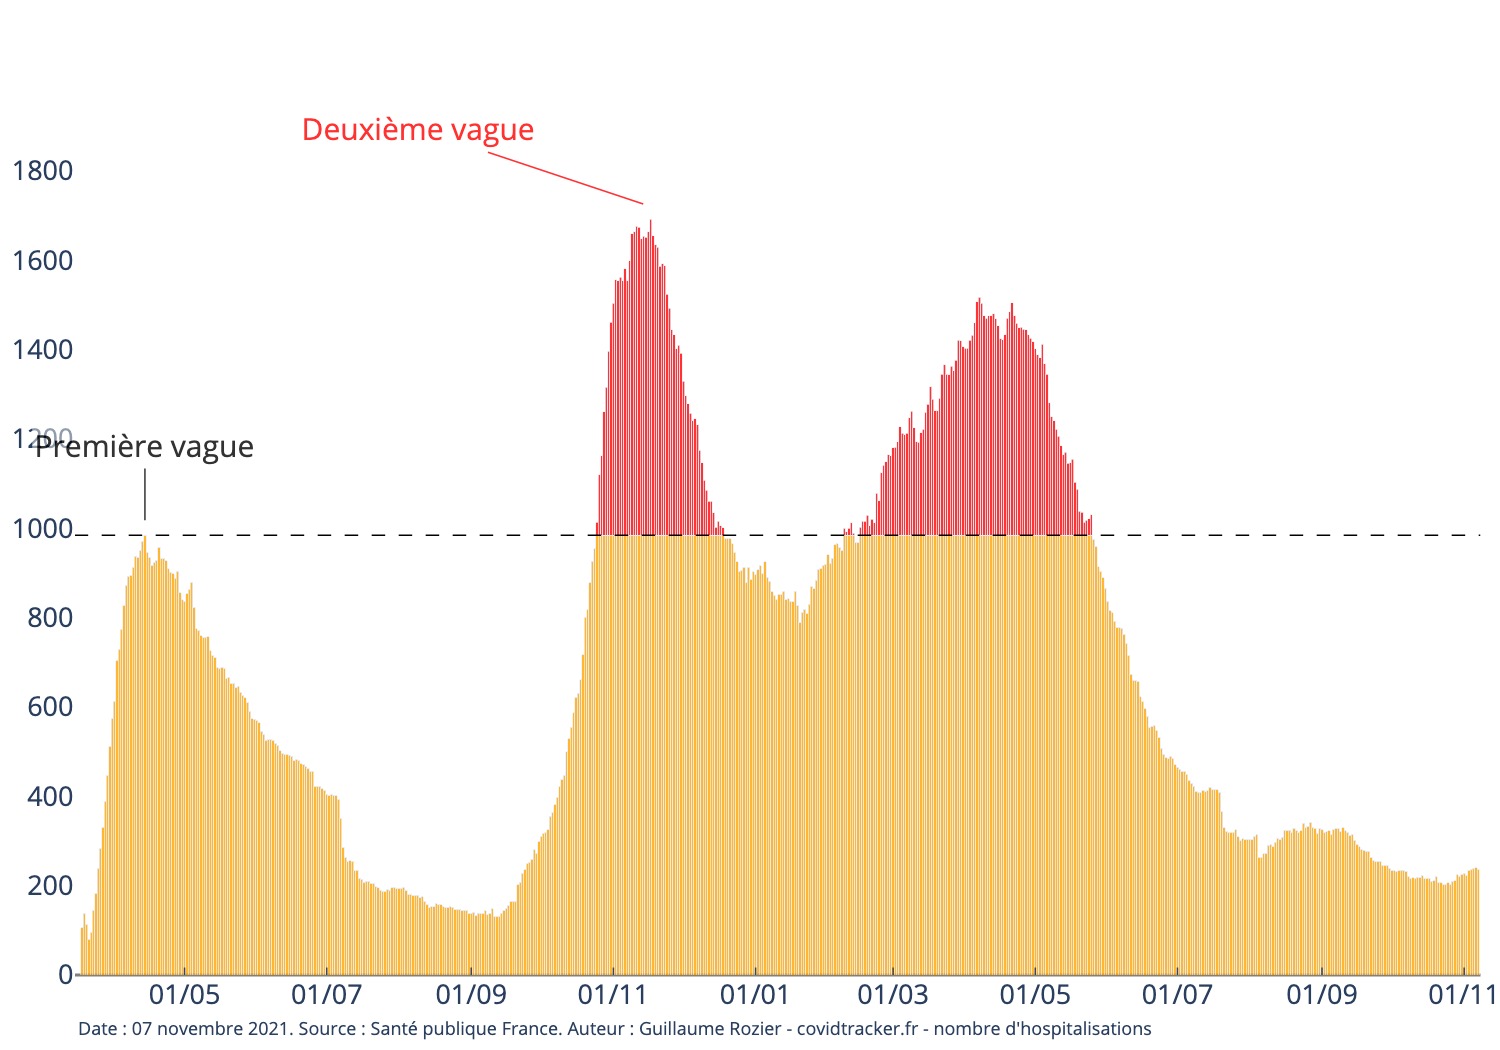 Deuxième vague
1800
1600
1400
1200
Première vague
1000
800
600
400
200
0
01/05 01/07 01/09 01/11 01/01 01/03 01/05 01/07 01/09 01/11
Date : 07 novembre 2021. Source : Santé publique France. Auteur : Guillaume Rozier - covidtracker.fr - nombre d'hospitalisations